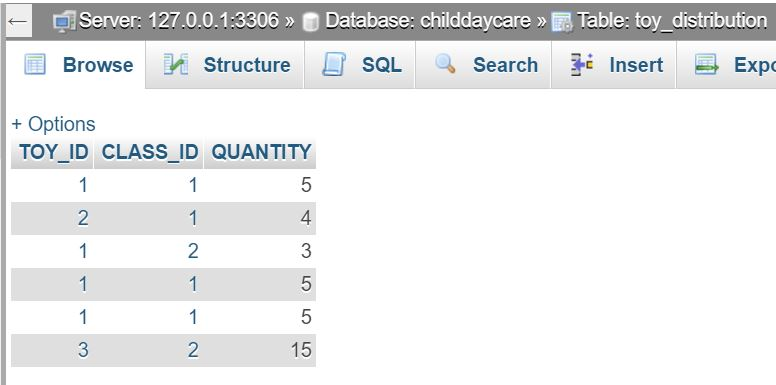 ← Server: 127.0.0.1:3306 » Database: childdaycare » Table: toy_distribution
Browse Structure SQL Search Insert Expo
+ Options
TOY_ID CLASS_ID QUANTITY
1 1 5
2 1 4
1 2 3
1 1 5
1 1 5
3 2 15